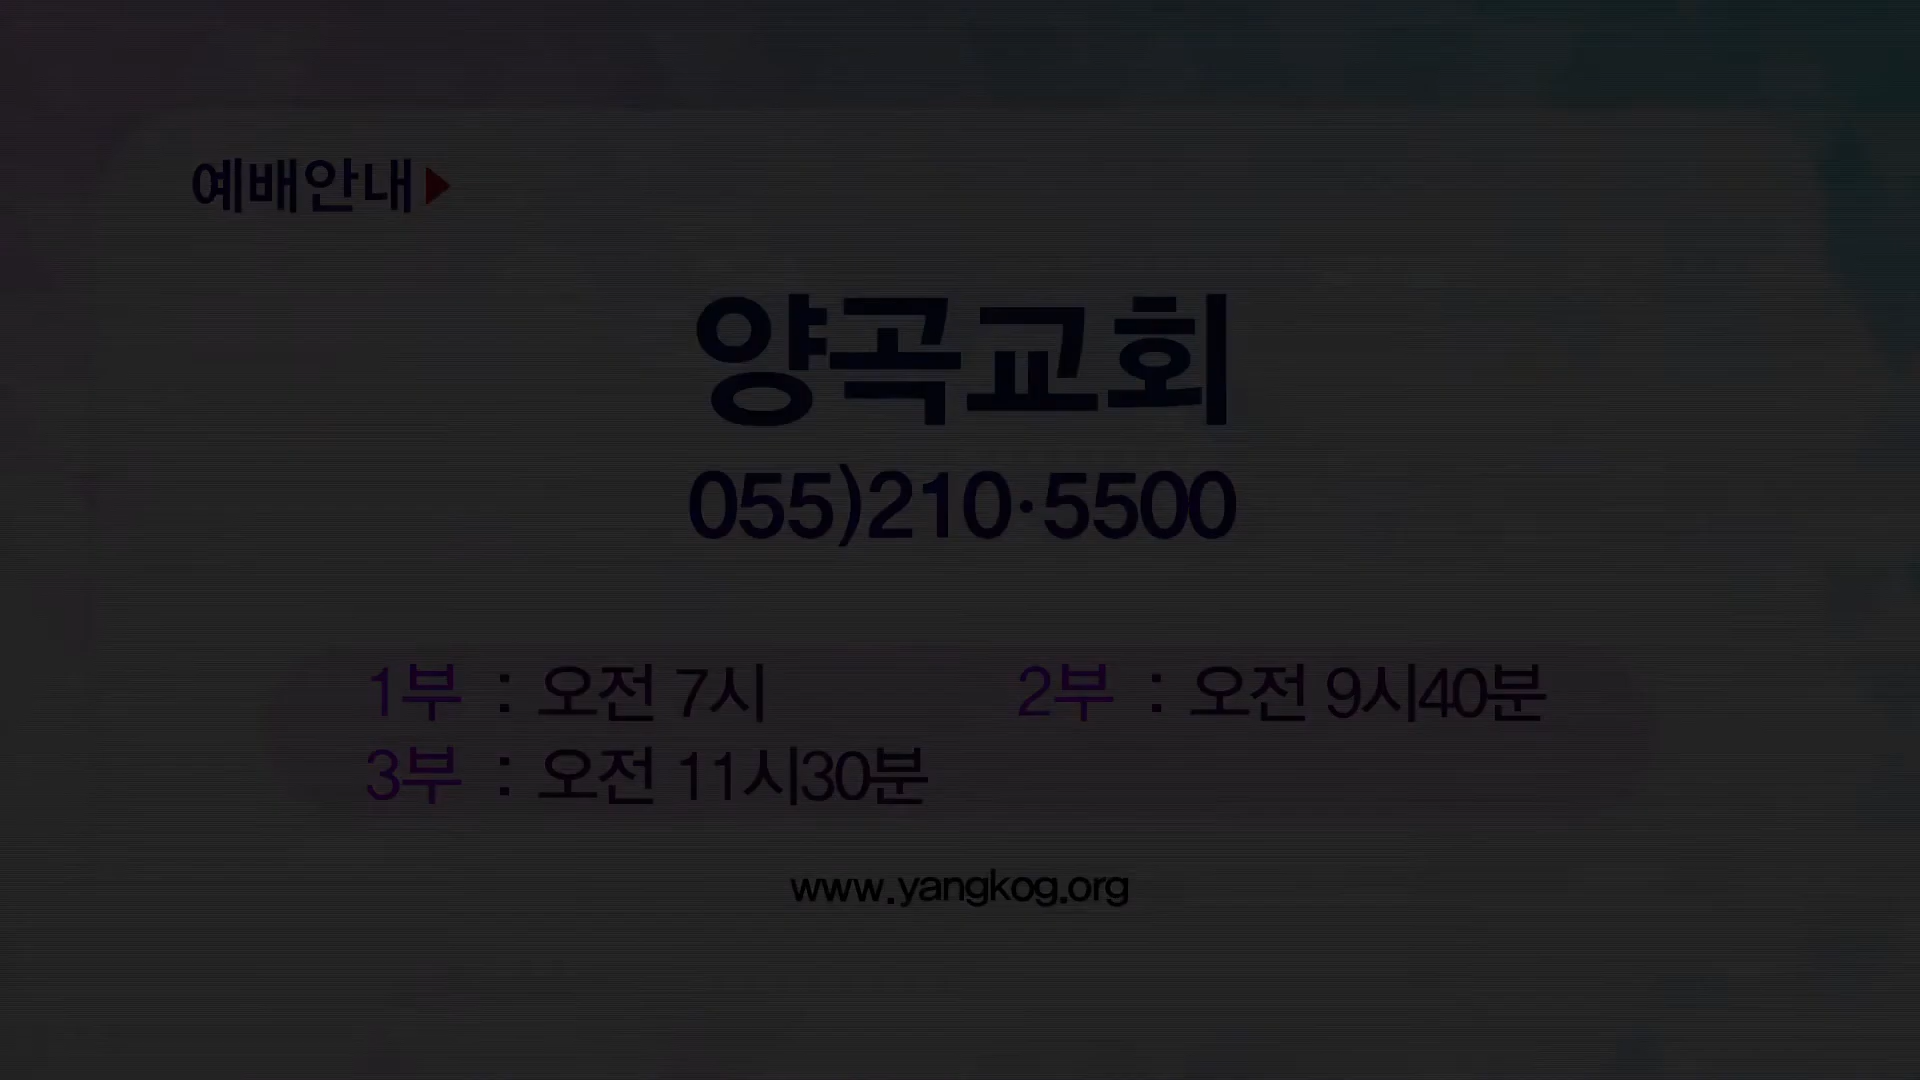 예배안내▶
양곡교회
055)210·5500
1부 : 오전 7시 2부 : 오전 9시40분
3부 : 오전 11시30분
www.yangkog.org